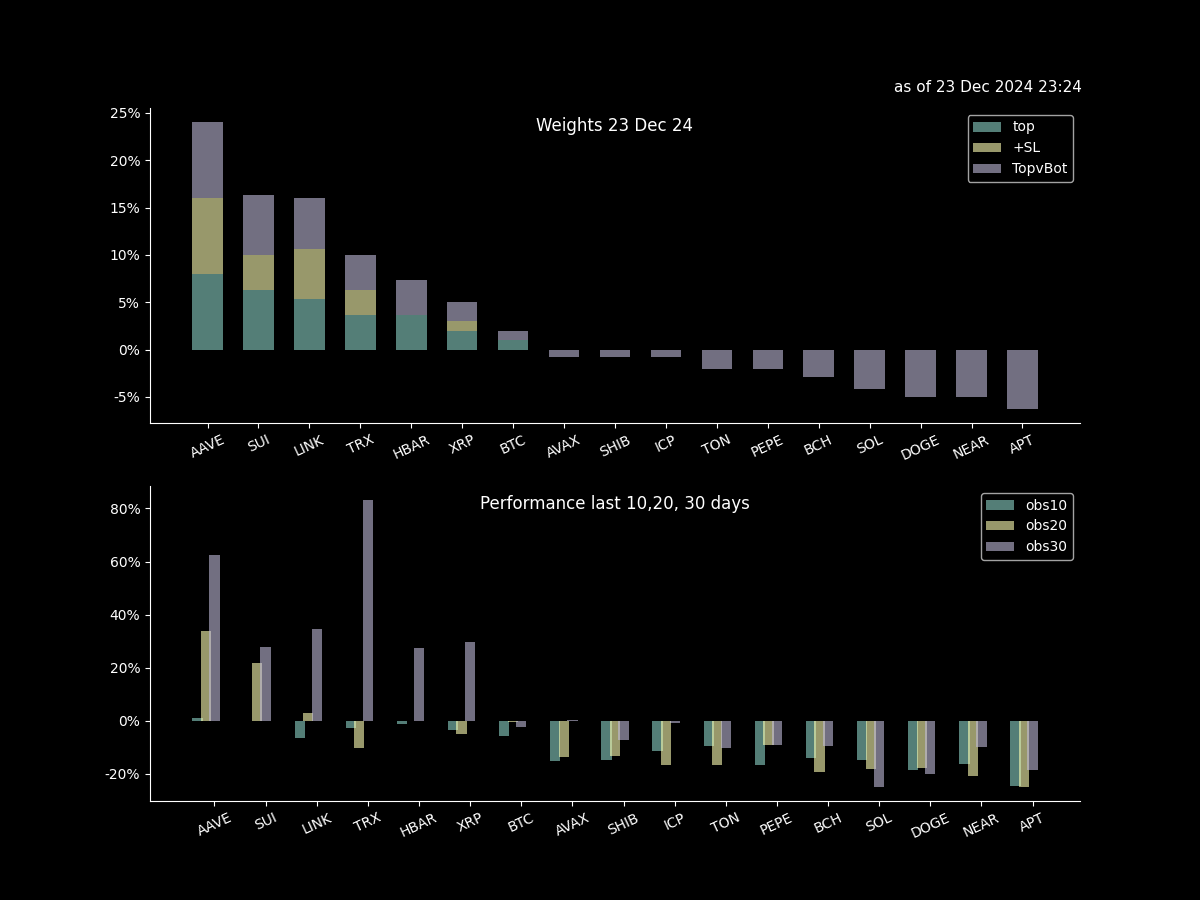 as of 23 Dec 2024 23:24
Weights 23 Dec 24
top
+SL
TopvBot
25%
20%
15%
10%
5%
0%
-5%
AAVE SUI LINK TRX HBAR XRP BTC AVAX SHIB ICP TON PEPE BCH SOL DOGE NEAR APT
Performance last 10,20, 30 days
obs10
obs20
obs30
80%
60%
40%
20%
0%
-20%
AAVE SUI LINK TRX HBAR XRP BTC AVAX SHIB ICP TON PEPE BCH SOL DOGE NEAR APT